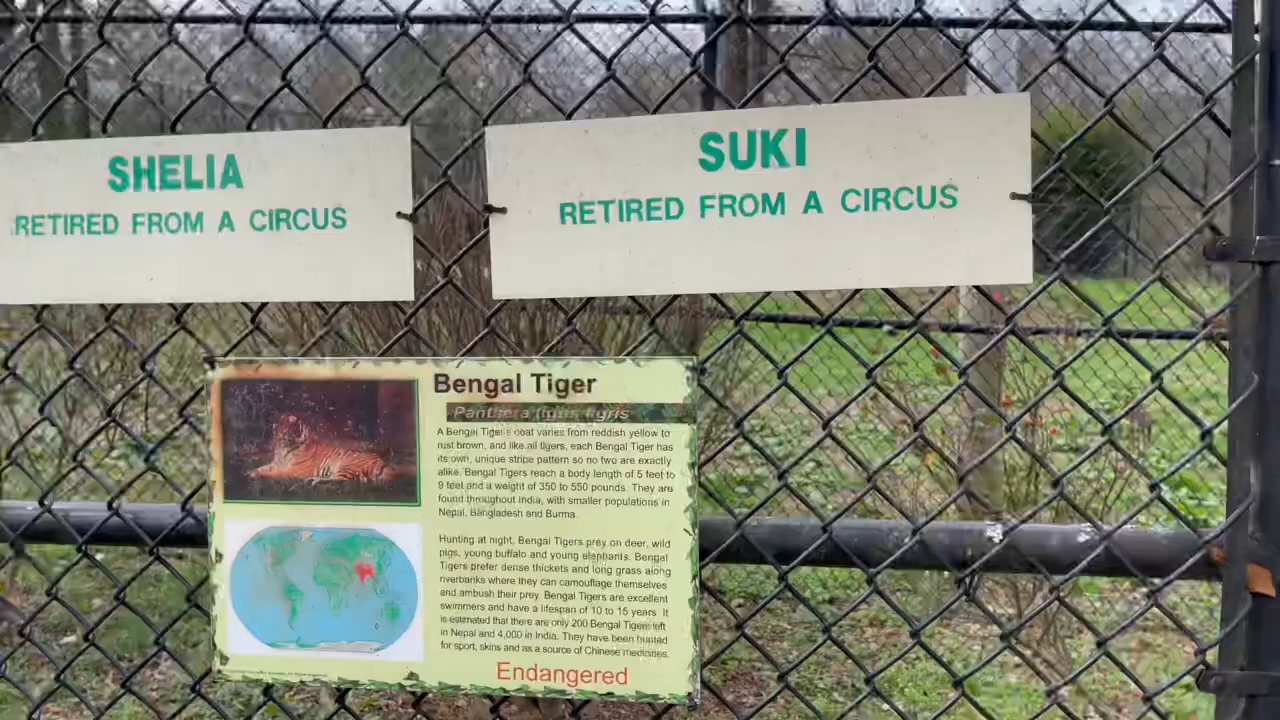 SHELIA
RETIRED FROM A CIRCUS
SUKI
RETIRED FROM A CIRCUS
Bengal Tiger
Panthera tigris tigris
A Bengal Tiger's coat varies from reddish yellow to
rust brown, and like all tigers, each Bengal Tiger has
its own, unique stripe pattern so no two are exactly
alike. Bengal Tigers reach a body length of 5 feet to
9 feet and a weight of 350 to 550 pounds. They are
found throughout India, with smaller populations in
Nepal, Bangladesh and Burma.
Hunting at night, Bengal Tigers prey on deer, wild
pigs, young buffalo and young elephants. Bengal
Tigers prefer dense thickets and long grass along
riverbanks where they can camouflage themselves
and ambush their prey. Bengal Tigers are excellent
swimmers and have a lifespan of 10 to 15 years. It
is estimated that there are only 200 Bengal Tigers left
in Nepal and 4,000 in India. They have been hunted
for sport, skins and as a source of Chinese medicines.
Endangered